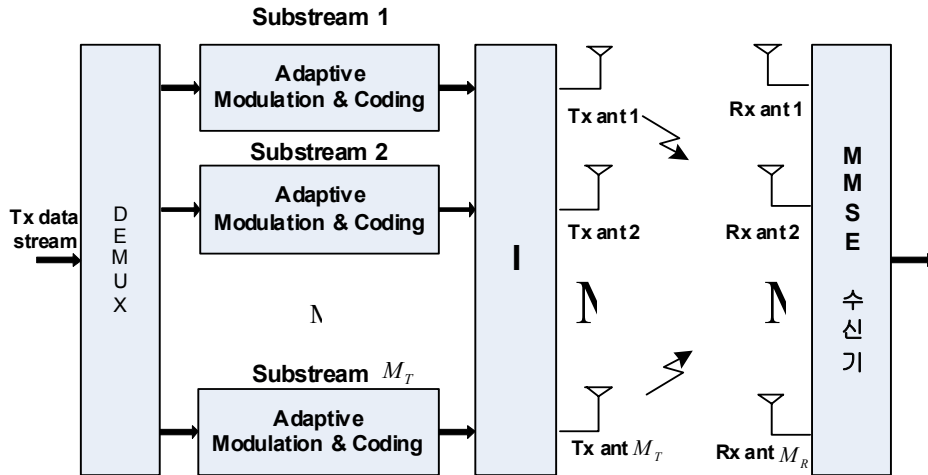 Substream 1
Adaptive
Modulation & Coding
Substream 2
Adaptive
Modulation & Coding
Tx data
stream
DEMUX
M
Substream M_T
Adaptive
Modulation & Coding
I
Tx ant 1
Tx ant 2
M
Tx ant M_T
Rx ant 1
Rx ant 2
M
Rx ant M_R
MMSE 수신기